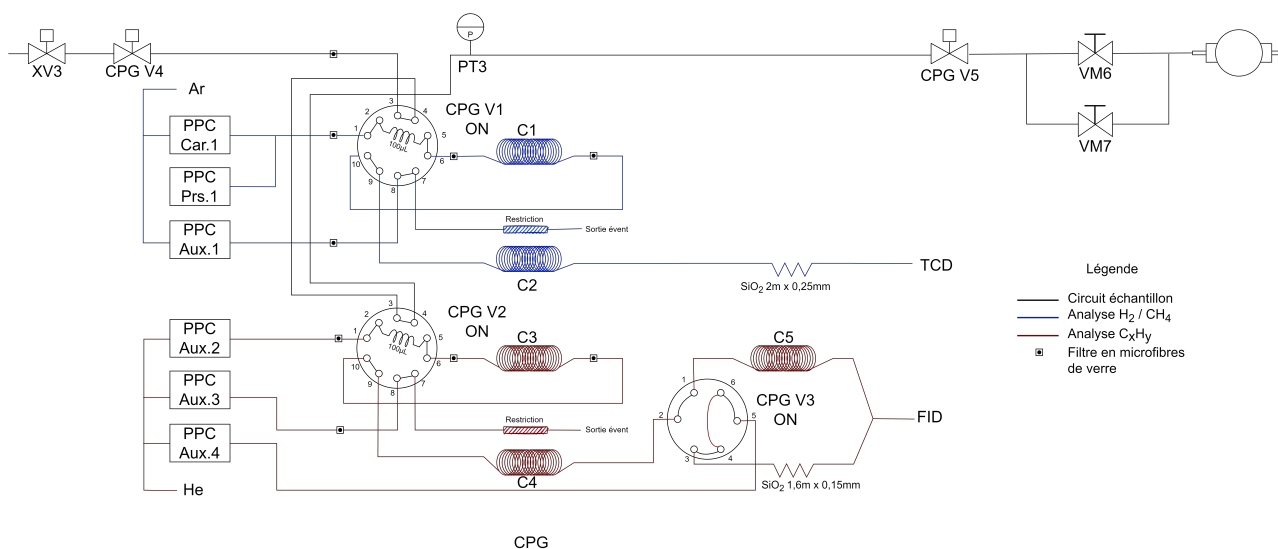 P
XV3
CPG V4
PT3
CPG V5
VM6
VM7
Ar
PPC
Car.1
PPC
Prs.1
PPC
Aux.1
CPG V1
ON
1
2
3
4
5
6
7
8
9
10
100µL
C1
Restriction
Sortie évent
C2
SiO2 2m x 0,25mm
TCD
Légende
Circuit échantillon
Analyse H2 / CH4
Analyse CxHy
Filtre en microfibres
de verre
PPC
Aux.2
PPC
Aux.3
PPC
Aux.4
He
CPG V2
ON
1
2
3
4
5
6
7
8
9
10
100µL
C3
Restriction
Sortie évent
C4
C5
CPG V3
ON
1
2
3
4
5
6
FID
SiO2 1,6m x 0,15mm
CPG